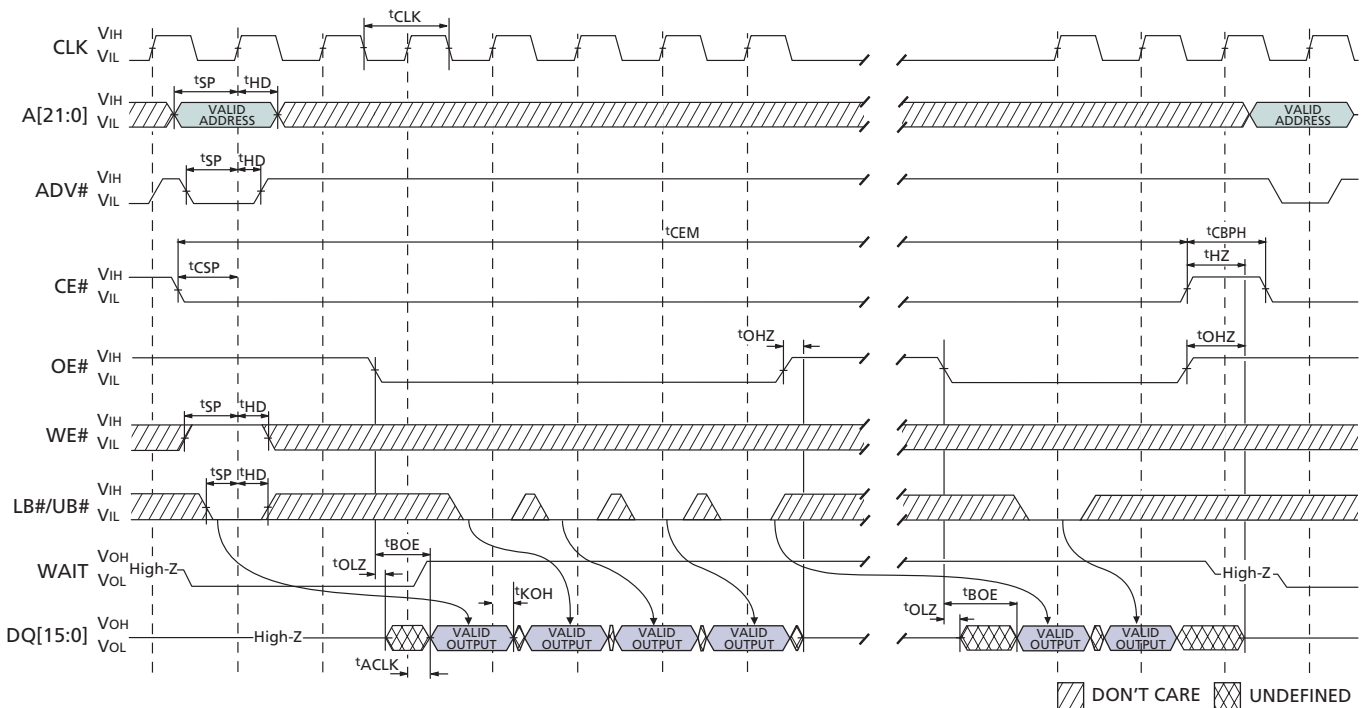 tCLK
CLK VIH
VIL
tSP tHD
A[21:0] VIH
VIL
VALID ADDRESS
VALID ADDRESS
tSP tHD
ADV# VIH
VIL
tCEM
tCBPH
tCSP
tHZ
CE# VIH
VIL
tOHZ
tOHZ
OE# VIH
VIL
tSP tHD
WE# VIH
VIL
tSP tHD
LB#/UB# VIH
VIL
tBOE
tOLZ
WAIT VOH
VOL
High-Z
High-Z
tKOH
tBOE
tOLZ
DQ[15:0] VOH
VOL
High-Z
VALID OUTPUT
VALID OUTPUT
VALID OUTPUT
VALID OUTPUT
VALID OUTPUT
VALID OUTPUT
tACLK
DON'T CARE UNDEFINED